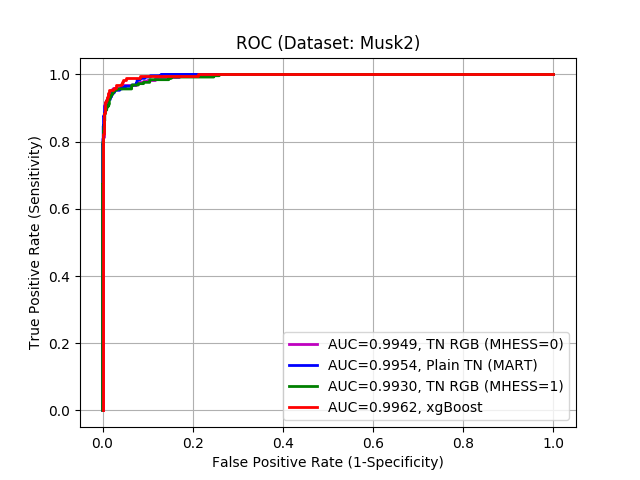 ROC (Dataset: Musk2)
True Positive Rate (Sensitivity)
1.0
0.8
0.6
0.4
0.2
0.0
AUC=0.9949, TN RGB (MHESS=0)
AUC=0.9954, Plain TN (MART)
AUC=0.9930, TN RGB (MHESS=1)
AUC=0.9962, xgBoost
0.0 0.2 0.4 0.6 0.8 1.0
False Positive Rate (1-Specificity)